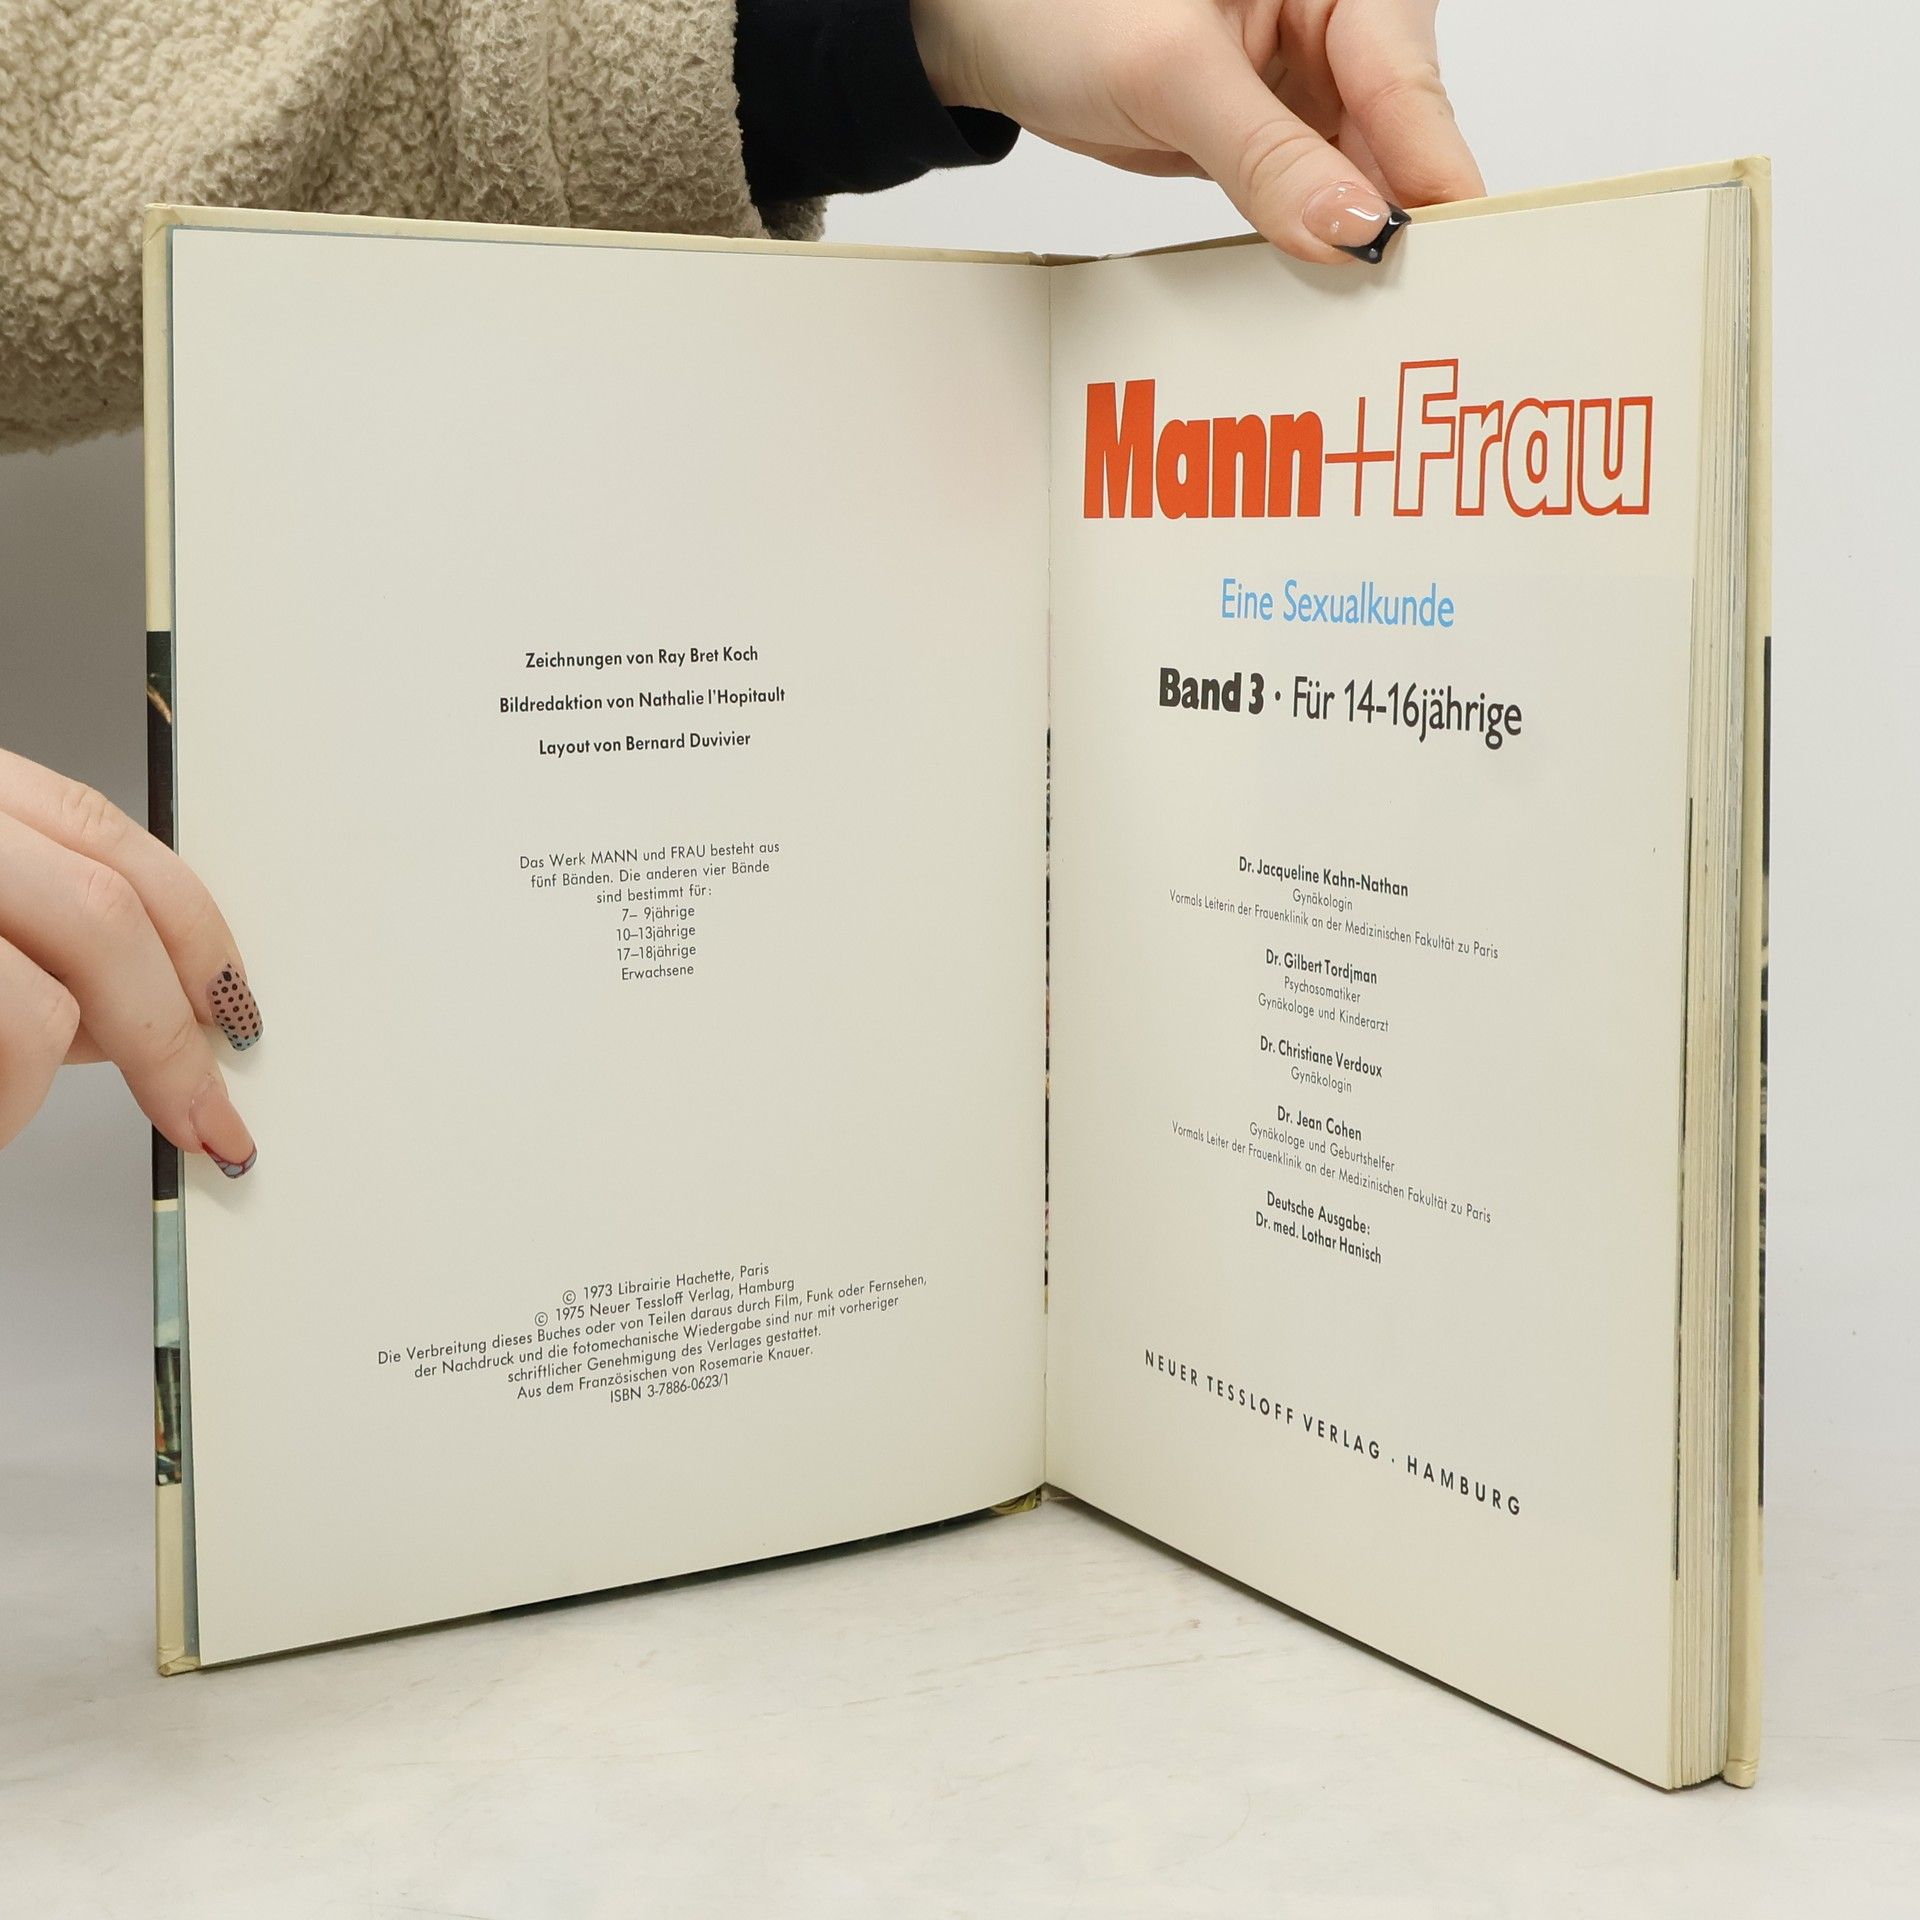 Zeichnungen von Ray Bret Koch
Bildredaktion von Nathalie l'Hopitault
Layout von Bernard Duvivier
Das Werk MANN und FRAU besteht aus
fünf Bänden. Die anderen vier Bände
sind bestimmt für:
7– 9jährige
10–13jährige
17–18jährige
Erwachsene
© 1973 Librairie Hachette, Paris
© 1975 Neuer Tessloff Verlag, Hamburg
Die Verbreitung dieses Buches oder von Teilen daraus durch Film, Funk oder Fernsehen,
der Nachdruck und die fotomechanische Wiedergabe sind nur mit vorheriger
schriftlicher Genehmigung des Verlages gestattet.
Aus dem Französischen von Rosemarie Knauer.
ISBN 3-7886-0623/1
Mann+Frau
Eine Sexualkunde
Band 3 · Für 14-16jährige
Dr. Jacqueline Kahn-Nathan
Gynäkologin
Vormals Leiterin der Frauenklinik an der Medizinischen Fakultät zu Paris
Dr. Gilbert Tordjman
Psychosomatiker
Gynäkologe und Kinderarzt
Dr. Christiane Verdoux
Gynäkologin
Dr. Jean Cohen
Gynäkologe und Geburtshelfer
Vormals Leiter der Frauenklinik an der Medizinischen Fakultät zu Paris
Deutsche Ausgabe:
Dr. med. Lothar Hanisch
NEUER TESSLOFF VERLAG · HAMBURG